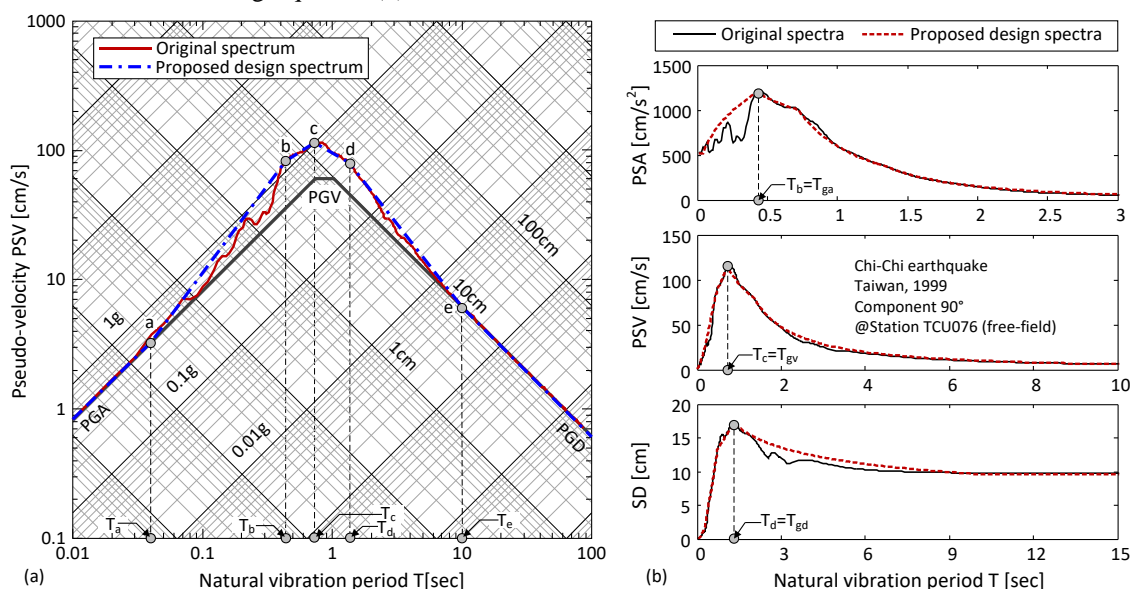 1000
100
10
1
0.1
Pseudo-velocity PSV [cm/s]
Original spectrum
Proposed design spectrum
a
b
c
d
e
PGA
PGV
PGD
1g
0.1g
0.01g
100cm
10cm
1cm
Ta
Tb
Tc
Td
Te
0.01
0.1
1
10
100
(a)
Natural vibration period T[sec]
(b)
Original spectra
Proposed design spectra
PSA [cm/s²]
1500
1000
500
0
Tb=Tga
0
0.5
1
1.5
2
2.5
3
PSV [cm/s]
150
100
50
0
Chi-Chi earthquake
Taiwan, 1999
Component 90°
@Station TCU076 (free-field)
Tc=Tgv
0
2
4
6
8
10
SD [cm]
20
15
10
5
0
Td=Tgd
0
3
6
9
12
15
Natural vibration period T [sec]